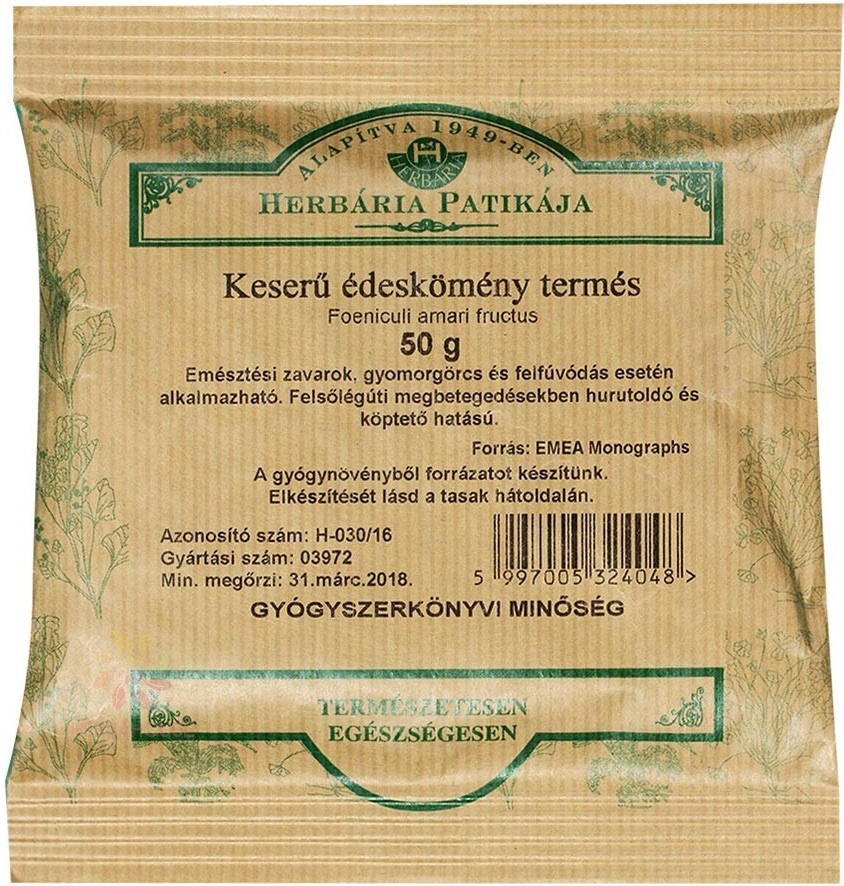 ALAPÍTVA 1949-BEN
HERBÁRIA
HERBÁRIA PATIKÁJA
Keserű édeskömény termés
Foeniculi amari fructus
50 g
Emésztési zavarok, gyomorgörcs és felfúvódás esetén
alkalmazható. Felsőlégúti megbetegedésekben hurutoldó és
köptető hatású.
Forrás: EMEA Monographs
A gyógynövényből forrázatot készítünk.
Elkészítését lásd a tasak hátoldalán.
Azonosító szám: H-030/16
Gyártási szám: 03972
Min. megőrzi: 31.márc.2018.
5 997005 324048 >
GYÓGYSZERKÖNYVI MINŐSÉG
TERMÉSZETESEN
EGÉSZSÉGESEN